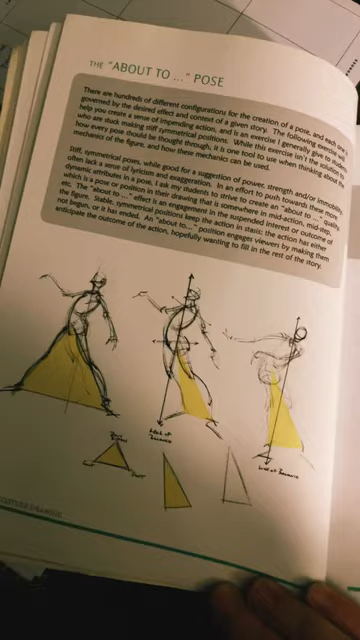 THE "ABOUT TO ..." POSE
There are hundreds of different configurations for the creation of a pose, and each one is
governed by the desired effect and context of a given story. The following exercise will
help you create a sense of impending action, and is an exercise I generally give to students
who are stuck making stiff symmetrical poses. While this exercise isn't the solution to
how every pose should be thought through, it is one tool to use when thinking about the
mechanics of the figure, and how these mechanics can be used.
Stiff, symmetrical poses, while good for a suggestion of power, strength and/or immobility,
often lack a sense of lyricism and exaggeration. In an effort to push towards these more
dynamic attributes in a pose, I ask my students to strive to create an "about to ..." quality,
which is a pose or position in their drawing that is somewhere in mid-action, mid-step,
etc. The "about to ..." effect is an engagement in the suspended interest or outcome of
the figure. Stable, symmetrical positions keep the action in stasis: the action has either
not begun, or it has ended. An "about to ..." position engages viewers by making them
anticipate the outcome of the action, hopefully wanting to fill in the rest of the story.
Lack of
Balance
Lack of Balance
Foot